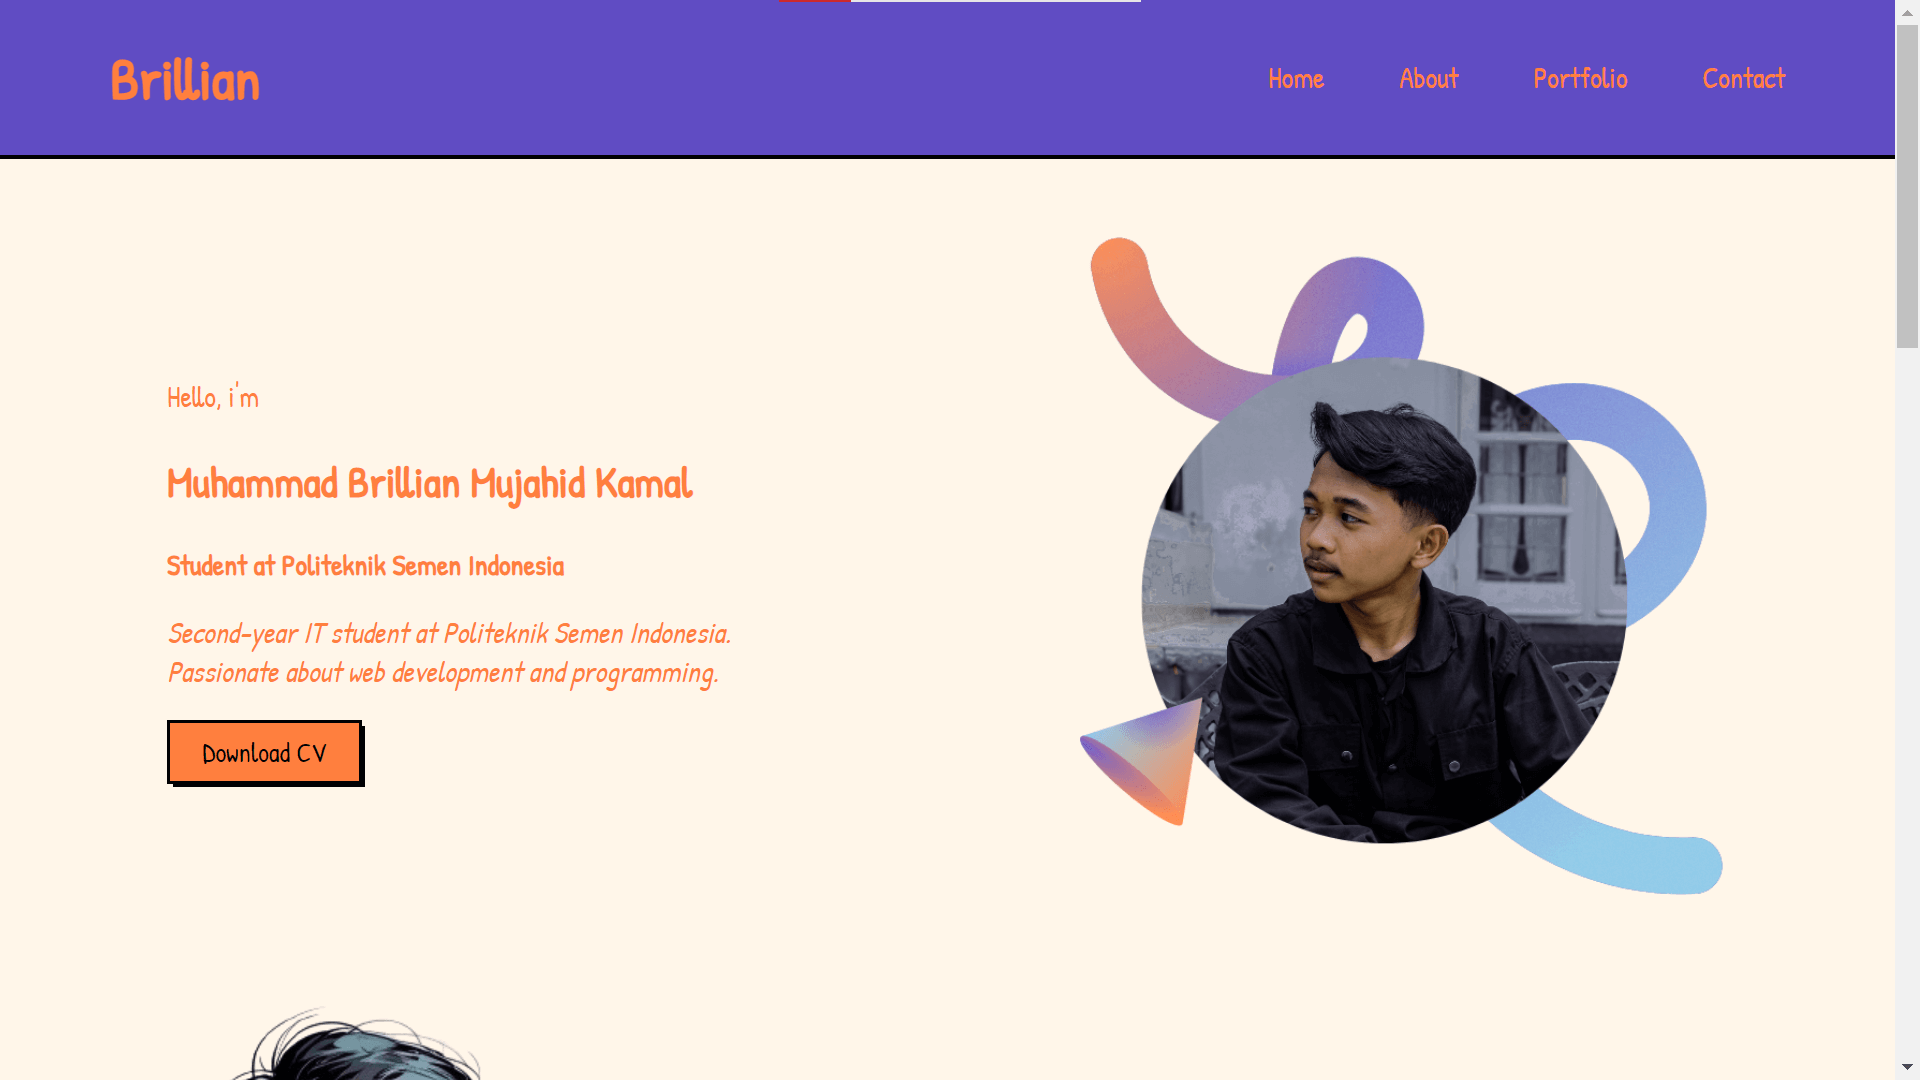 Brillian
Home About Portfolio Contact
Hello, i'm
Muhammad Brillian Mujahid Kamal
Student at Politeknik Semen Indonesia
Second-year IT student at Politeknik Semen Indonesia.
Passionate about web development and programming.
Download CV